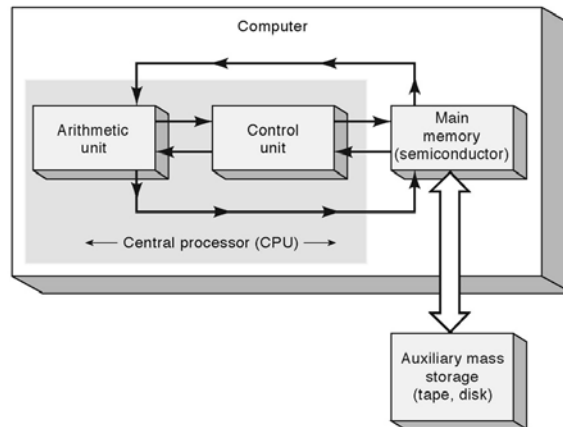 Computer
Arithmetic
unit
Control
unit
Main
memory
(semiconductor)
Central processor (CPU)
Auxiliary mass
storage
(tape, disk)